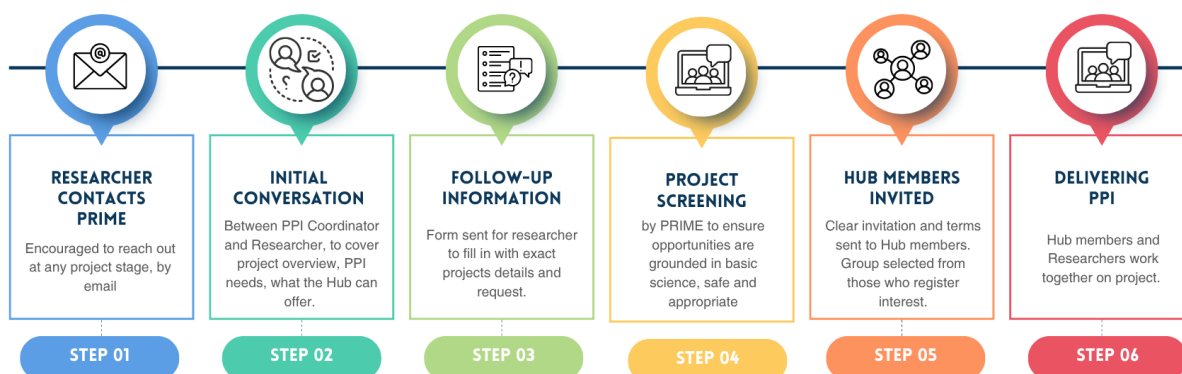 @
RESEARCHER
CONTACTS
PRIME
Encouraged to reach out
at any project stage, by
email
STEP 01
INITIAL
CONVERSATION
Between PPI Coordinator
and Researcher, to cover
project overview, PPI
needs, what the Hub can
offer.
STEP 02
FOLLOW-UP
INFORMATION
Form sent for researcher
to fill in with exact
projects details and
request.
STEP 03
PROJECT
SCREENING
by PRIME to ensure
opportunities are
grounded in basic
science, safe and
appropriate
STEP 04
HUB MEMBERS
INVITED
Clear invitation and terms
sent to Hub members.
Group selected from
those who register
interest.
STEP 05
DELIVERING
PPI
Hub members and
Researchers work
together on project.
STEP 06